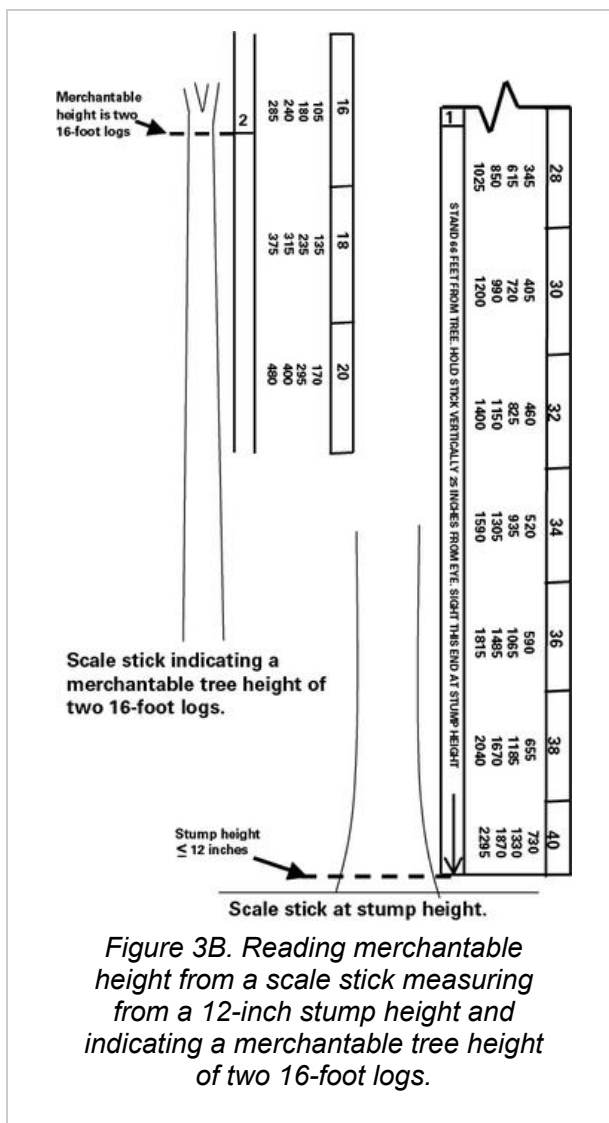 Merchantable
height is two
16-foot logs
2
16 18 20
105 135 170
180 235 295
240 315 400
285 375 480
1
28 30 32 34 36 38 40
345 405 460 520 590 655 730
615 720 825 935 1065 1185 1330
850 990 1150 1305 1485 1670 1870
1025 1200 1400 1590 1815 2040 2295
STAND 66 FEET FROM TREE. HOLD STICK VERTICALLY 25 INCHES FROM EYE. SIGHT THIS END AT STUMP HEIGHT
Scale stick indicating a
merchantable tree height of
two 16-foot logs.
Stump height
≤ 12 inches
Scale stick at stump height.
Figure 3B. Reading merchantable
height from a scale stick measuring
from a 12-inch stump height and
indicating a merchantable tree height
of two 16-foot logs.